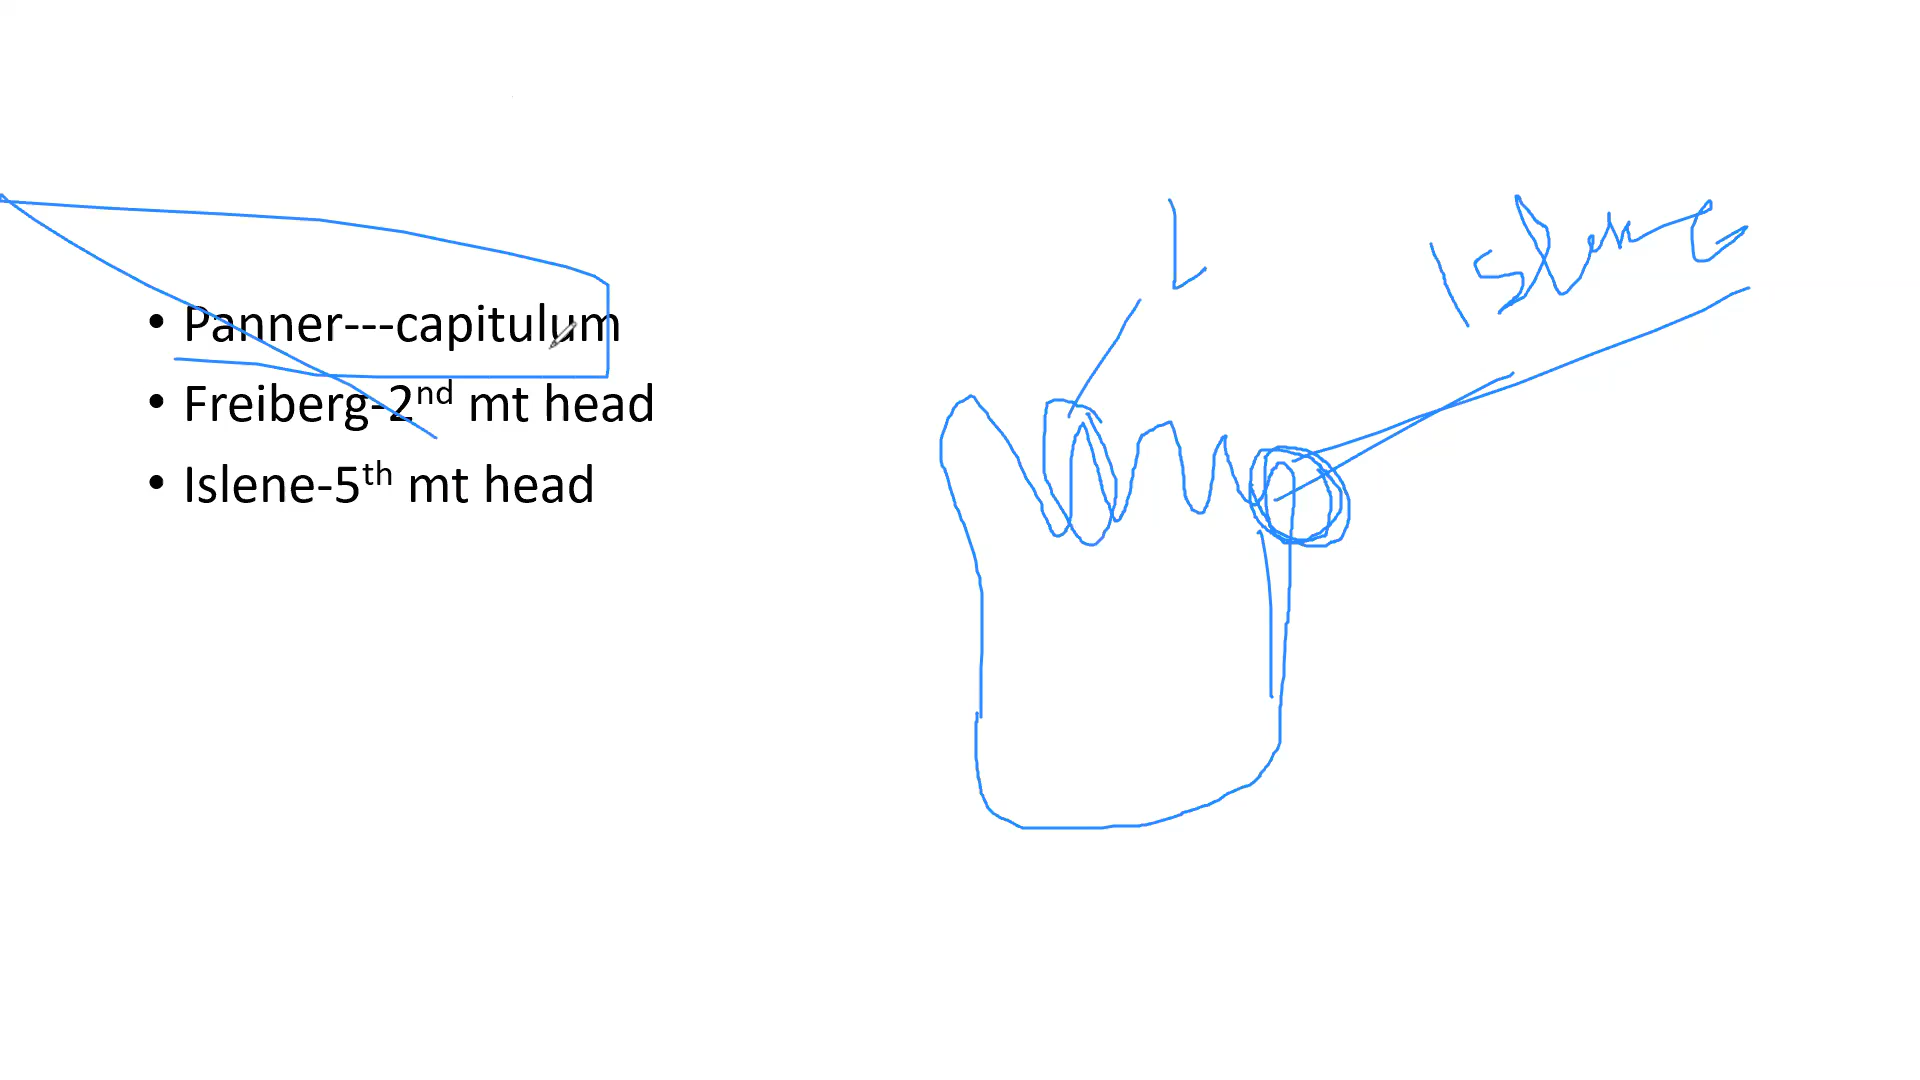 • Panner---capitulum
• Freiberg-2nd mt head
• Islene-5th mt head
L
Islene